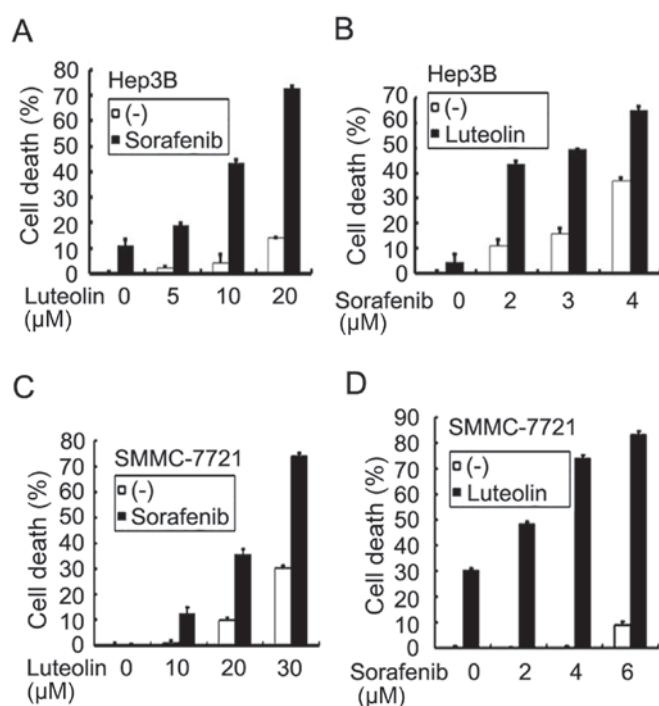 A
Hep3B
(-)
Sorafenib
Cell death (%)
80
70
60
50
40
30
20
10
0
Luteolin 0 5 10 20
(μM)
B
Hep3B
(-)
Luteolin
Cell death (%)
70
60
50
40
30
20
10
0
Sorafenib 0 2 3 4
(μM)
C
SMMC-7721
(-)
Sorafenib
Cell death (%)
80
70
60
50
40
30
20
10
0
Luteolin 0 10 20 30
(μM)
D
SMMC-7721
(-)
Luteolin
Cell death (%)
90
80
70
60
50
40
30
20
10
0
Sorafenib 0 2 4 6
(μM)